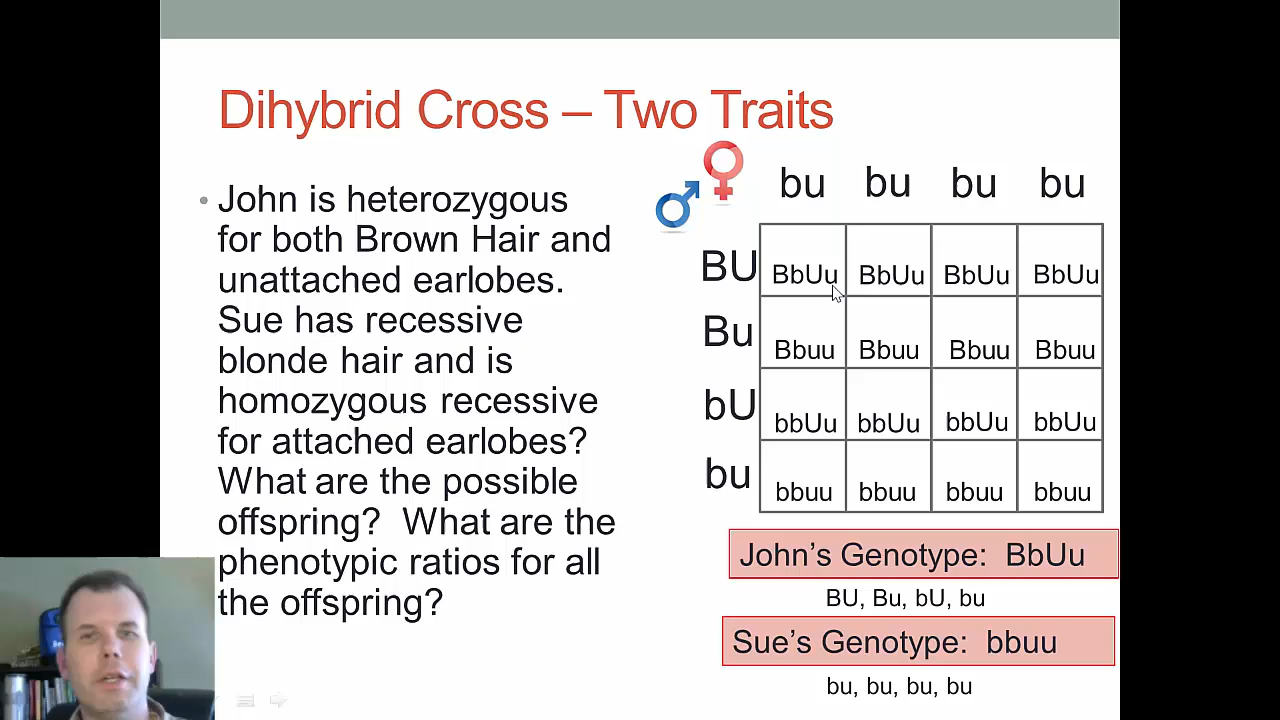 Dihybrid Cross – Two Traits
• John is heterozygous
for both Brown Hair and
unattached earlobes.
Sue has recessive
blonde hair and is
homozygous recessive
for attached earlobes?
What are the possible
offspring? What are the
phenotypic ratios for all
the offspring?
bu bu bu bu
BU BbUu BbUu BbUu BbUu
Bu Bbuu Bbuu Bbuu Bbuu
bU bbUu bbUu bbUu bbUu
bu bbuu bbuu bbuu bbuu
John's Genotype: BbUu
BU, Bu, bU, bu
Sue's Genotype: bbuu
bu, bu, bu, bu